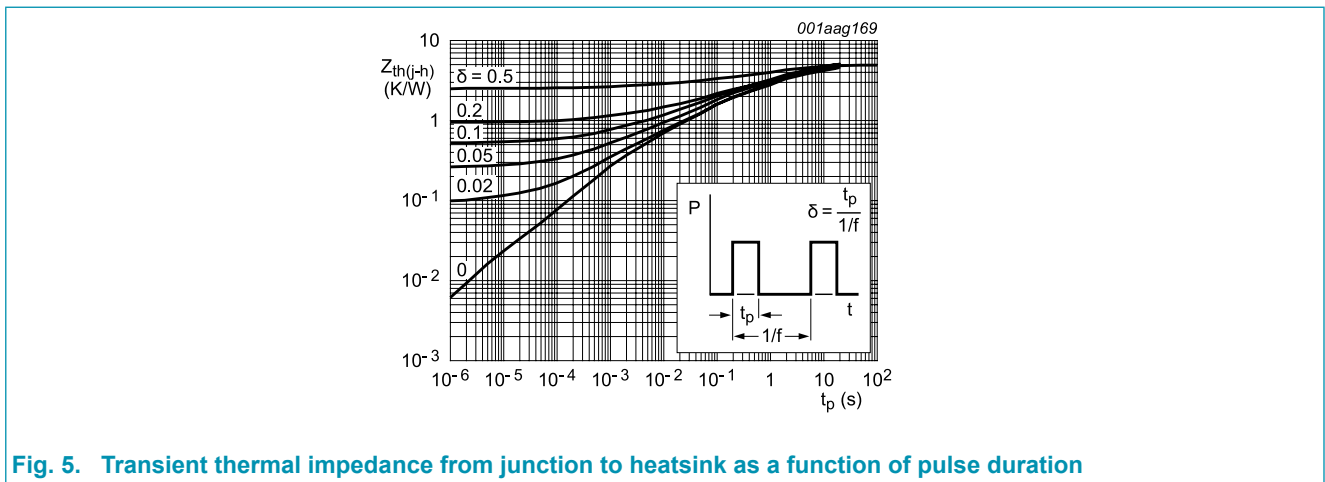 001aag169
10
Zth(j-h)
(K/W)
δ = 0.5
0.2
1
0.1
0.05
0.02
10-1
0
10-2
10-3
P
δ = tp
1/f
tp
t
1/f
10-6 10-5 10-4 10-3 10-2 10-1 1 10 102
tp (s)
Fig. 5. Transient thermal impedance from junction to heatsink as a function of pulse duration